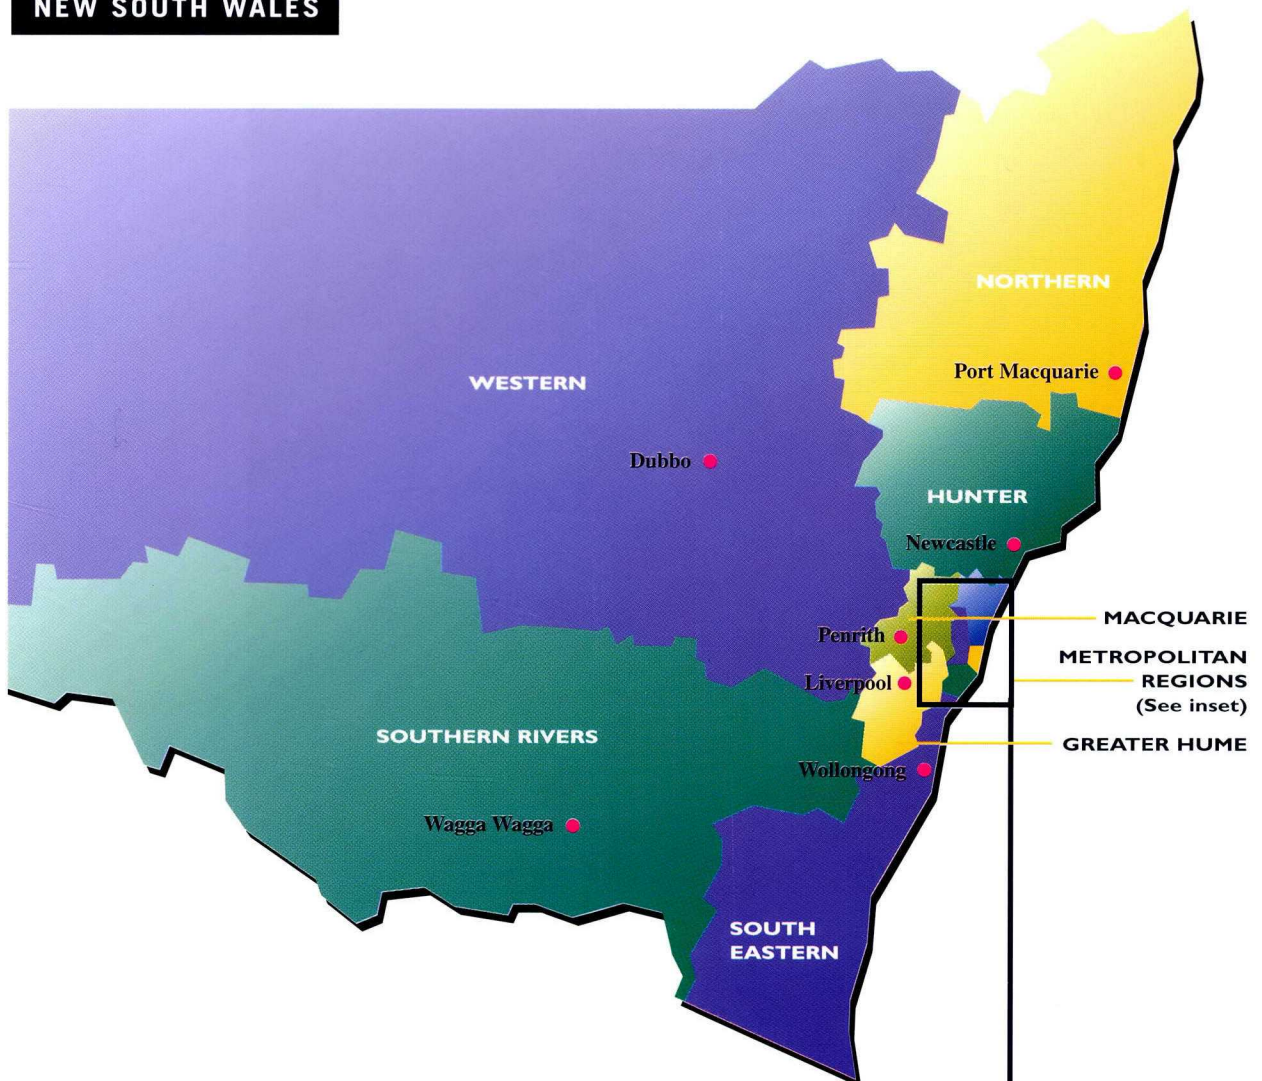 NEW SOUTH WALES
NORTHERN
Port Macquarie
WESTERN
Dubbo
HUNTER
Newcastle
MACQUARIE
Penrith
METROPOLITAN
REGIONS
(See inset)
Liverpool
SOUTHERN RIVERS
GREATER HUME
Wollongong
Wagga Wagga
SOUTH
EASTERN